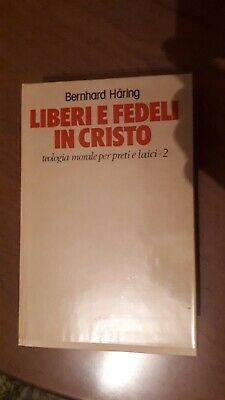 Bernhard Häring
LIBERI E FEDELI
IN CRISTO
teologia morale per preti e laici-2